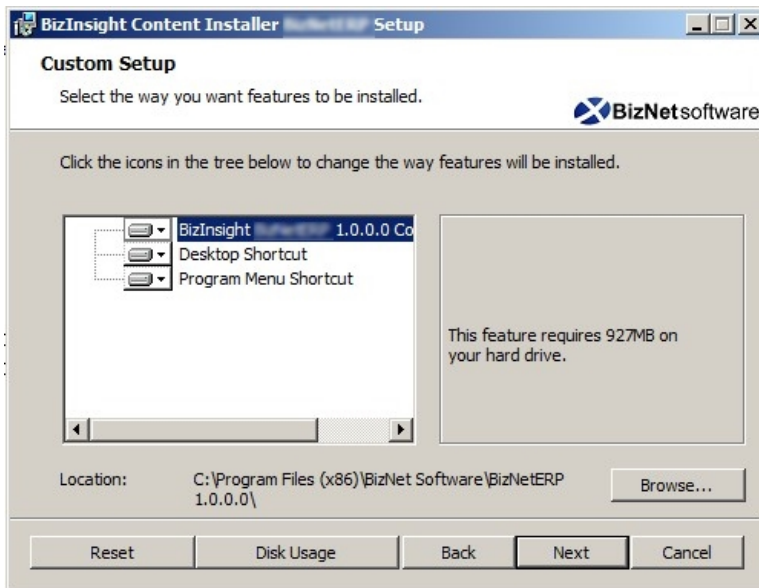 BizInsight Content Installer Setup
Custom Setup
Select the way you want features to be installed.
BizNetsoftware
Click the icons in the tree below to change the way features will be installed.
BizInsight 1.0.0.0 Co
Desktop Shortcut
Program Menu Shortcut
This feature requires 927MB on
your hard drive.
Location:
C:\Program Files (x86)\BizNet Software\BizNetERP
1.0.0.0\
Browse...
Reset
Disk Usage
Back
Next
Cancel